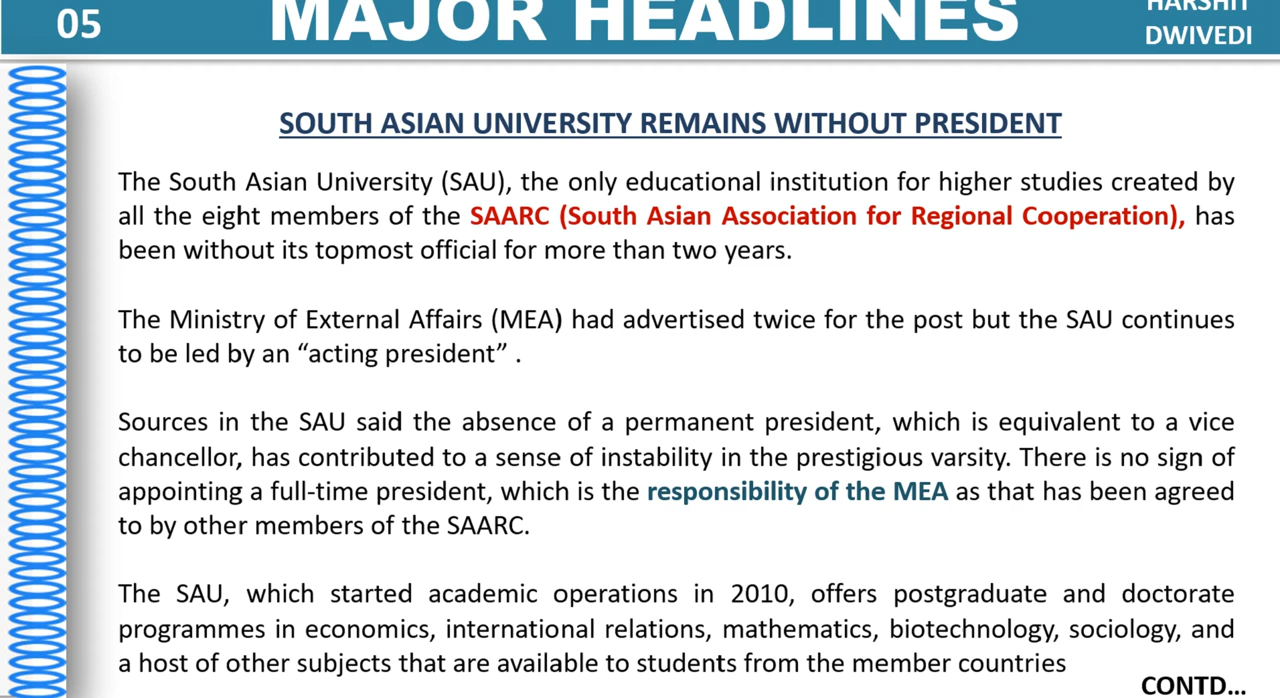 05
MAJOR HEADLINES
HARSHIT
DWIVEDI
SOUTH ASIAN UNIVERSITY REMAINS WITHOUT PRESIDENT
The South Asian University (SAU), the only educational institution for higher studies created by
all the eight members of the SAARC (South Asian Association for Regional Cooperation), has
been without its topmost official for more than two years.
The Ministry of External Affairs (MEA) had advertised twice for the post but the SAU continues
to be led by an “acting president” .
Sources in the SAU said the absence of a permanent president, which is equivalent to a vice
chancellor, has contributed to a sense of instability in the prestigious varsity. There is no sign of
appointing a full-time president, which is the responsibility of the MEA as that has been agreed
to by other members of the SAARC.
The SAU, which started academic operations in 2010, offers postgraduate and doctorate
programmes in economics, international relations, mathematics, biotechnology, sociology, and
a host of other subjects that are available to students from the member countries
CONTD...